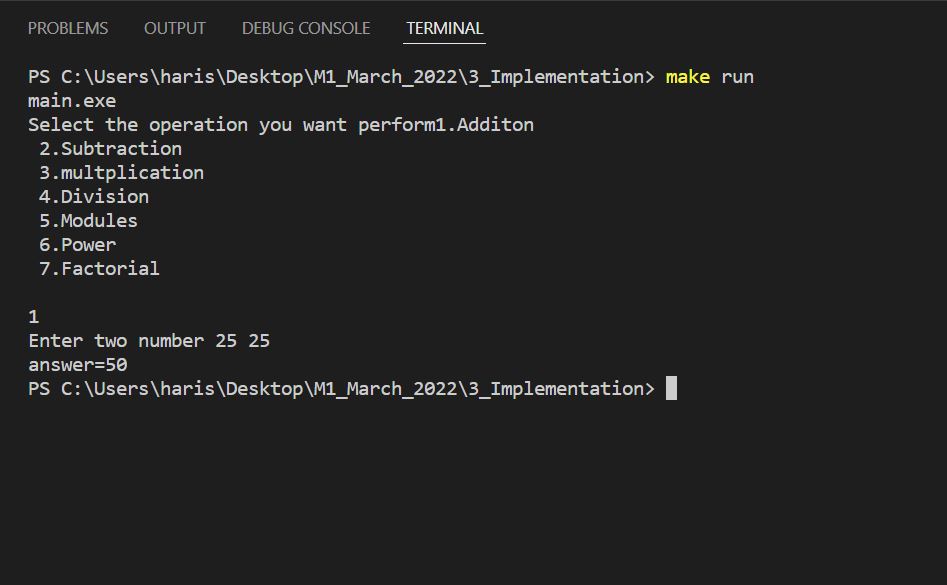 PROBLEMS OUTPUT DEBUG CONSOLE TERMINAL
PS C:\Users\haris\Desktop\M1_March_2022\3_Implementation> make run
main.exe
Select the operation you want perform1.Additon
2.Subtraction
3.multplication
4.Division
5.Modules
6.Power
7.Factorial
1
Enter two number 25 25
answer=50
PS C:\Users\haris\Desktop\M1_March_2022\3_Implementation>